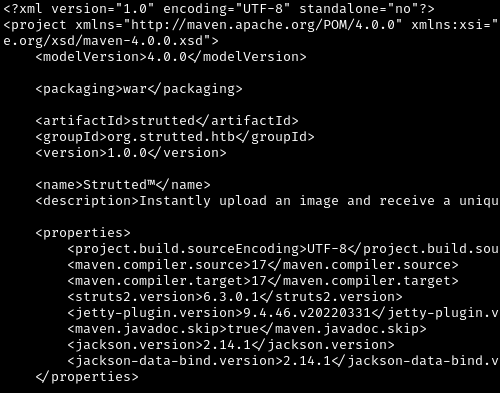 <?xml version="1.0" encoding="UTF-8" standalone="no"?>
<project xmlns="http://maven.apache.org/POM/4.0.0" xmlns:xsi="
e.org/xsd/maven-4.0.0.xsd">
    <modelVersion>4.0.0</modelVersion>

    <packaging>war</packaging>

    <artifactId>strutted</artifactId>
    <groupId>org.strutted.htb</groupId>
    <version>1.0.0</version>

    <name>Strutted™</name>
    <description>Instantly upload an image and receive a uniqu

    <properties>
        <project.build.sourceEncoding>UTF-8</project.build.sou
        <maven.compiler.source>17</maven.compiler.source>
        <maven.compiler.target>17</maven.compiler.target>
        <struts2.version>6.3.0.1</struts2.version>
        <jetty-plugin.version>9.4.46.v20220331</jetty-plugin.v
        <maven.javadoc.skip>true</maven.javadoc.skip>
        <jackson.version>2.14.1</jackson.version>
        <jackson-data-bind.version>2.14.1</jackson-data-bind.v
    </properties>